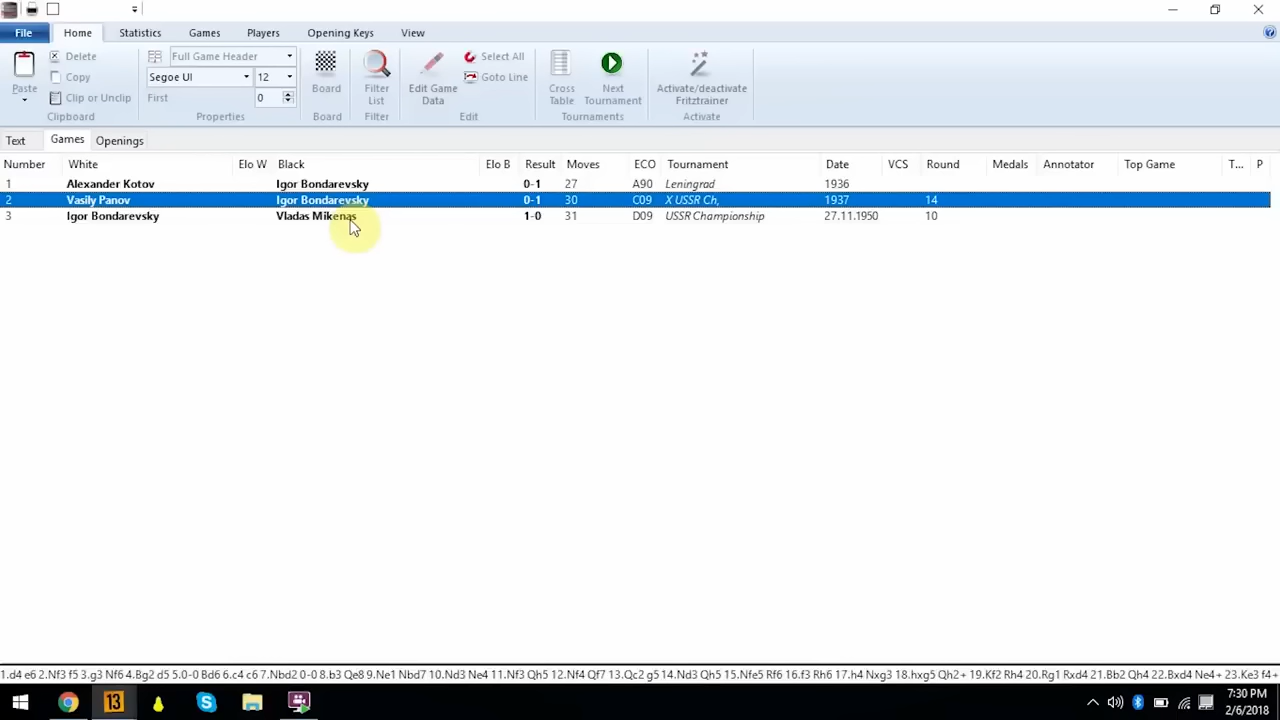 File Home Statistics Games Players Opening Keys View
Paste Delete Full Game Header Board Filter List Edit Game Data Select All Cross Table Next Tournament Activate/deactivate Fritztrainer
Copy Segoe UI 12 Goto Line
Clip or Unclip First 0
Clipboard Properties Board Filter Edit Tournaments Activate
Text Games Openings
Number White Elo W Black Elo B Result Moves ECO Tournament Date VCS Round Medals Annotator Top Game T... P
1 Alexander Kotov Igor Bondarevsky 0-1 27 A90 Leningrad 1936
2 Vasily Panov Igor Bondarevsky 0-1 30 C09 X USSR Ch, 1937 14
3 Igor Bondarevsky Vladas Mikenas 1-0 31 D09 USSR Championship 27.11.1950 10
1.d4 e6 2.Nf3 f5 3.g3 Nf6 4.Bg2 d5 5.0-0 Bd6 6.c4 c6 7.Nbd2 0-0 8.b3 Qe8 9.Ne1 Nbd7 10.Nd3 Ne4 11.Nf3 Qh5 12.Nf4 Qf7 13.Qc2 g5 14.Nd3 Qh5 15.Nfe5 Rf6 16.f3 Rh6 17.h4 Nxg3 18.hxg5 Qh2+ 19.Kf2 Rh4 20.Rg1 Rxd4 21.Bb2 Qh4 22.Bxd4 Ne4+ 23.Ke3 f4+
13 7:30 PM
2/6/2018